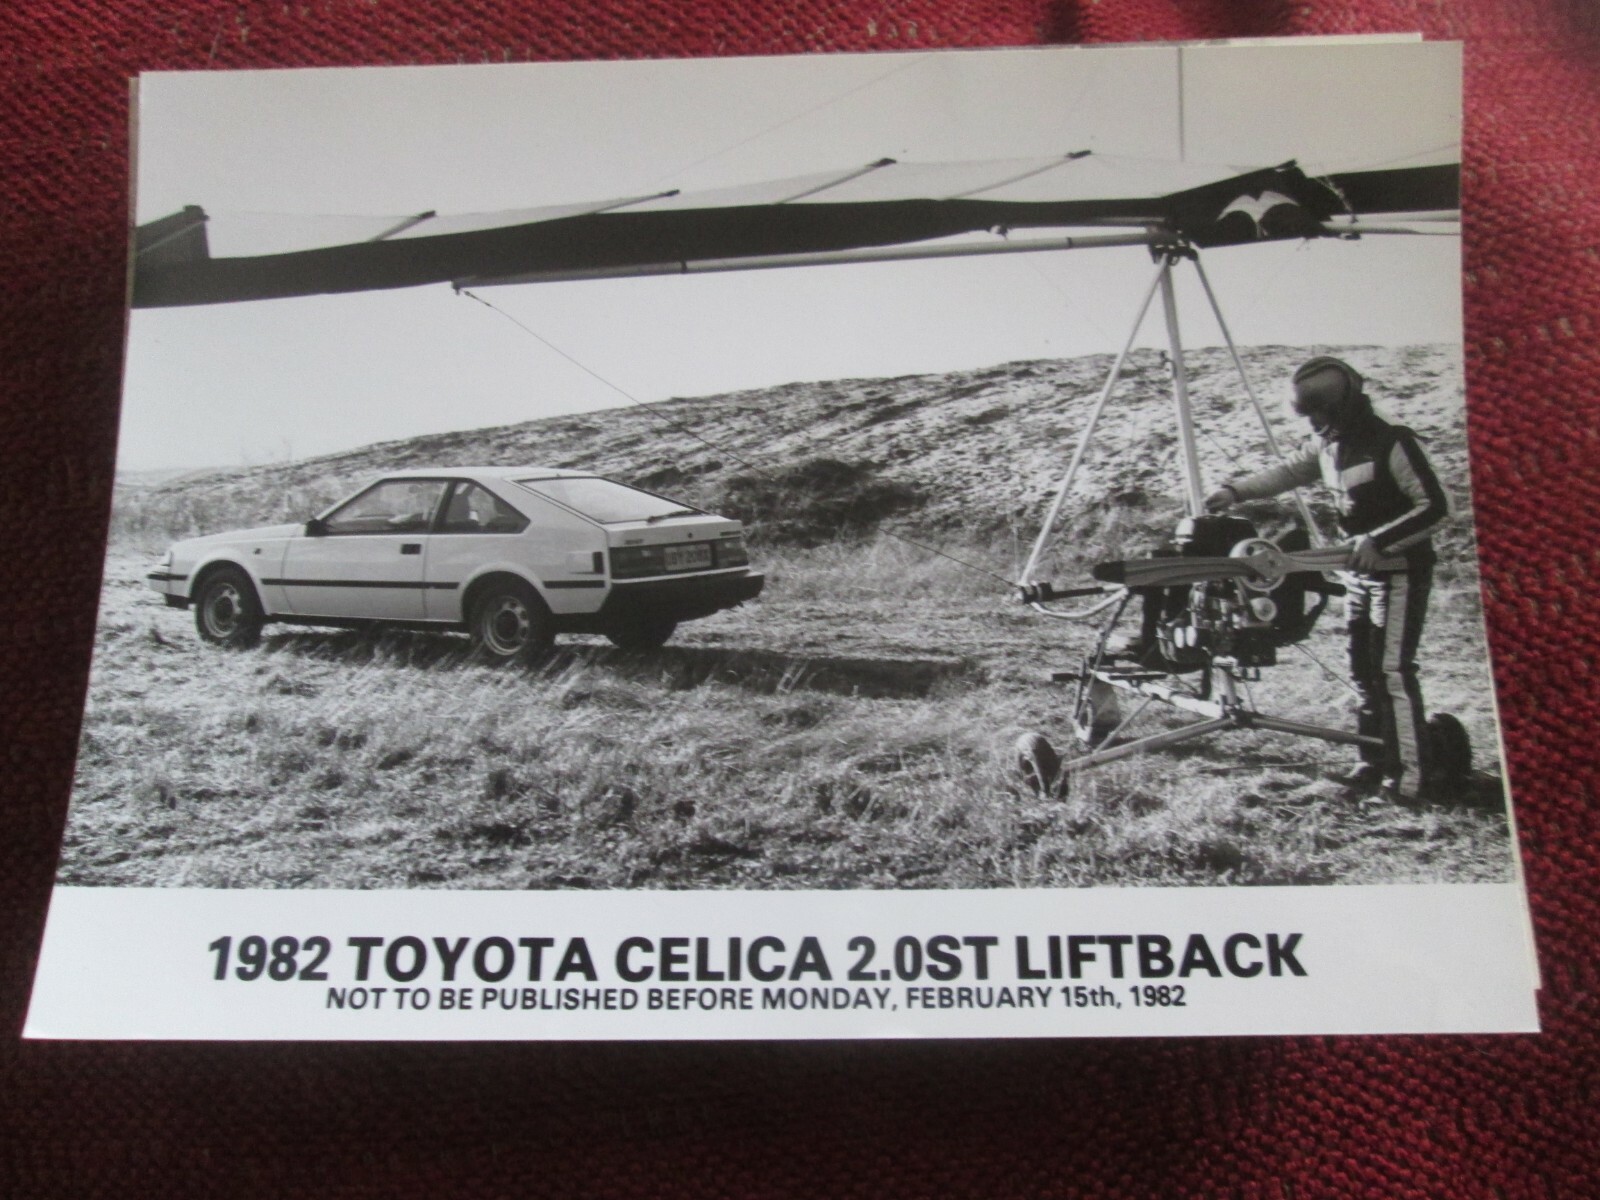 1982 TOYOTA CELICA 2.0ST LIFTBACK
NOT TO BE PUBLISHED BEFORE MONDAY, FEBRUARY 15th, 1982